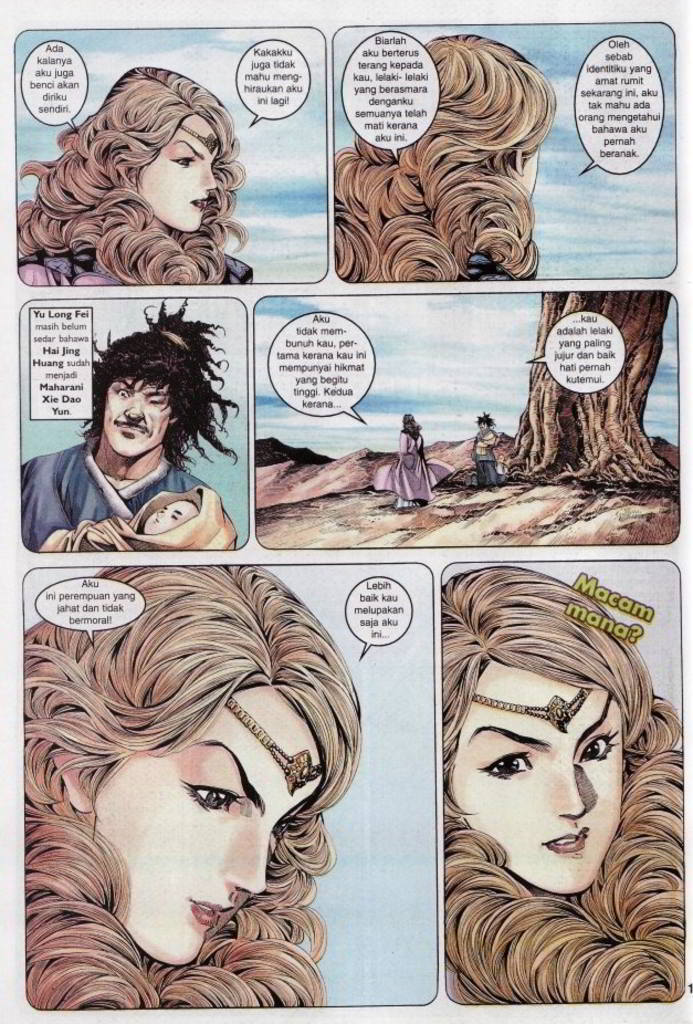 Ada
kalanya
aku juga
benci akan
diriku
sendiri.
Kakakku
juga tidak
mahu meng-
hiraukan aku
ini lagi!
Biarlah
aku berterus
terang kepada
kau, lelaki- lelaki
yang berasmara
denganku
semuanya telah
mati kerana
aku ini.
Oleh
sebab
identitiku yang
amat rumit
sekarang ini, aku
tak mahu ada
orang mengetahui
bahawa aku
pernah
beranak.
Yu Long Fei
masih belum
sedar bahawa
Hai Jing
Huang sudah
menjadi
Maharani
Xie Dao
Yun.
Aku
tidak mem-
bunuh kau, per-
tama kerana kau ini
mempunyai hikmat
yang begitu
tinggi. Kedua
kerana...
...kau
adalah lelaki
yang paling
jujur dan baik
hati pernah
kutemui.
Aku
ini perempuan yang
jahat dan tidak
bermoral!
Lebih
baik kau
melupakan
saja aku
ini...
Macam
mana?